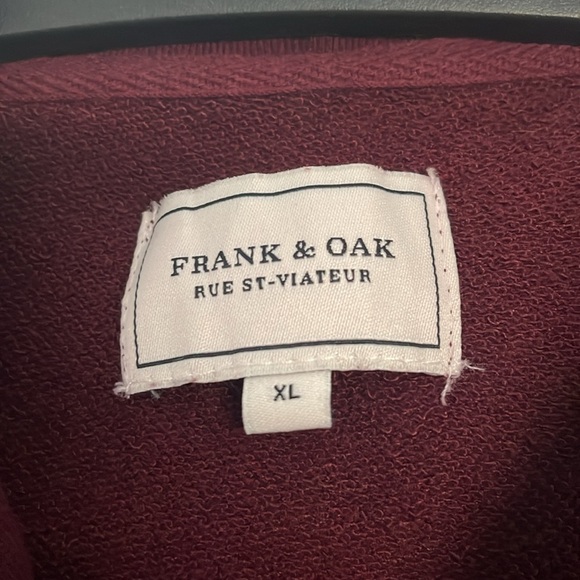 FRANK & OAK
RUE ST-VIATEUR
XL